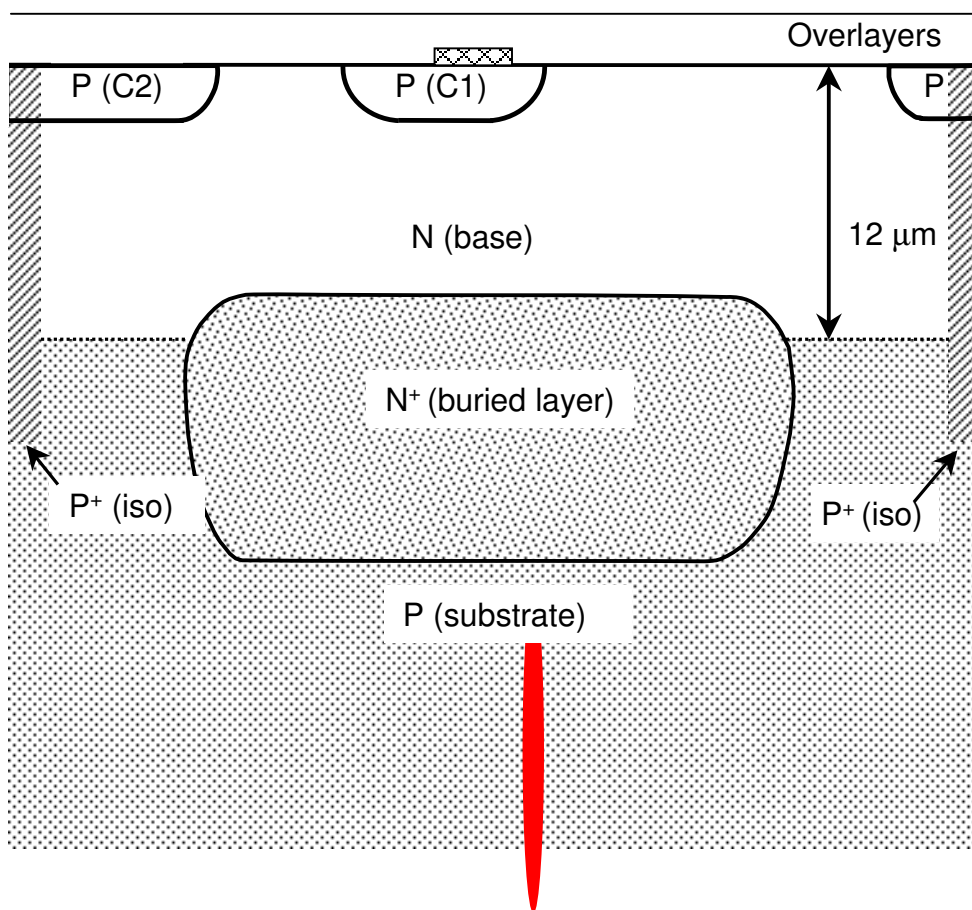 Overlayers
P (C2)
P (C1)
P
N (base)
12 μm
N⁺ (buried layer)
P⁺ (iso)
P⁺ (iso)
P (substrate)